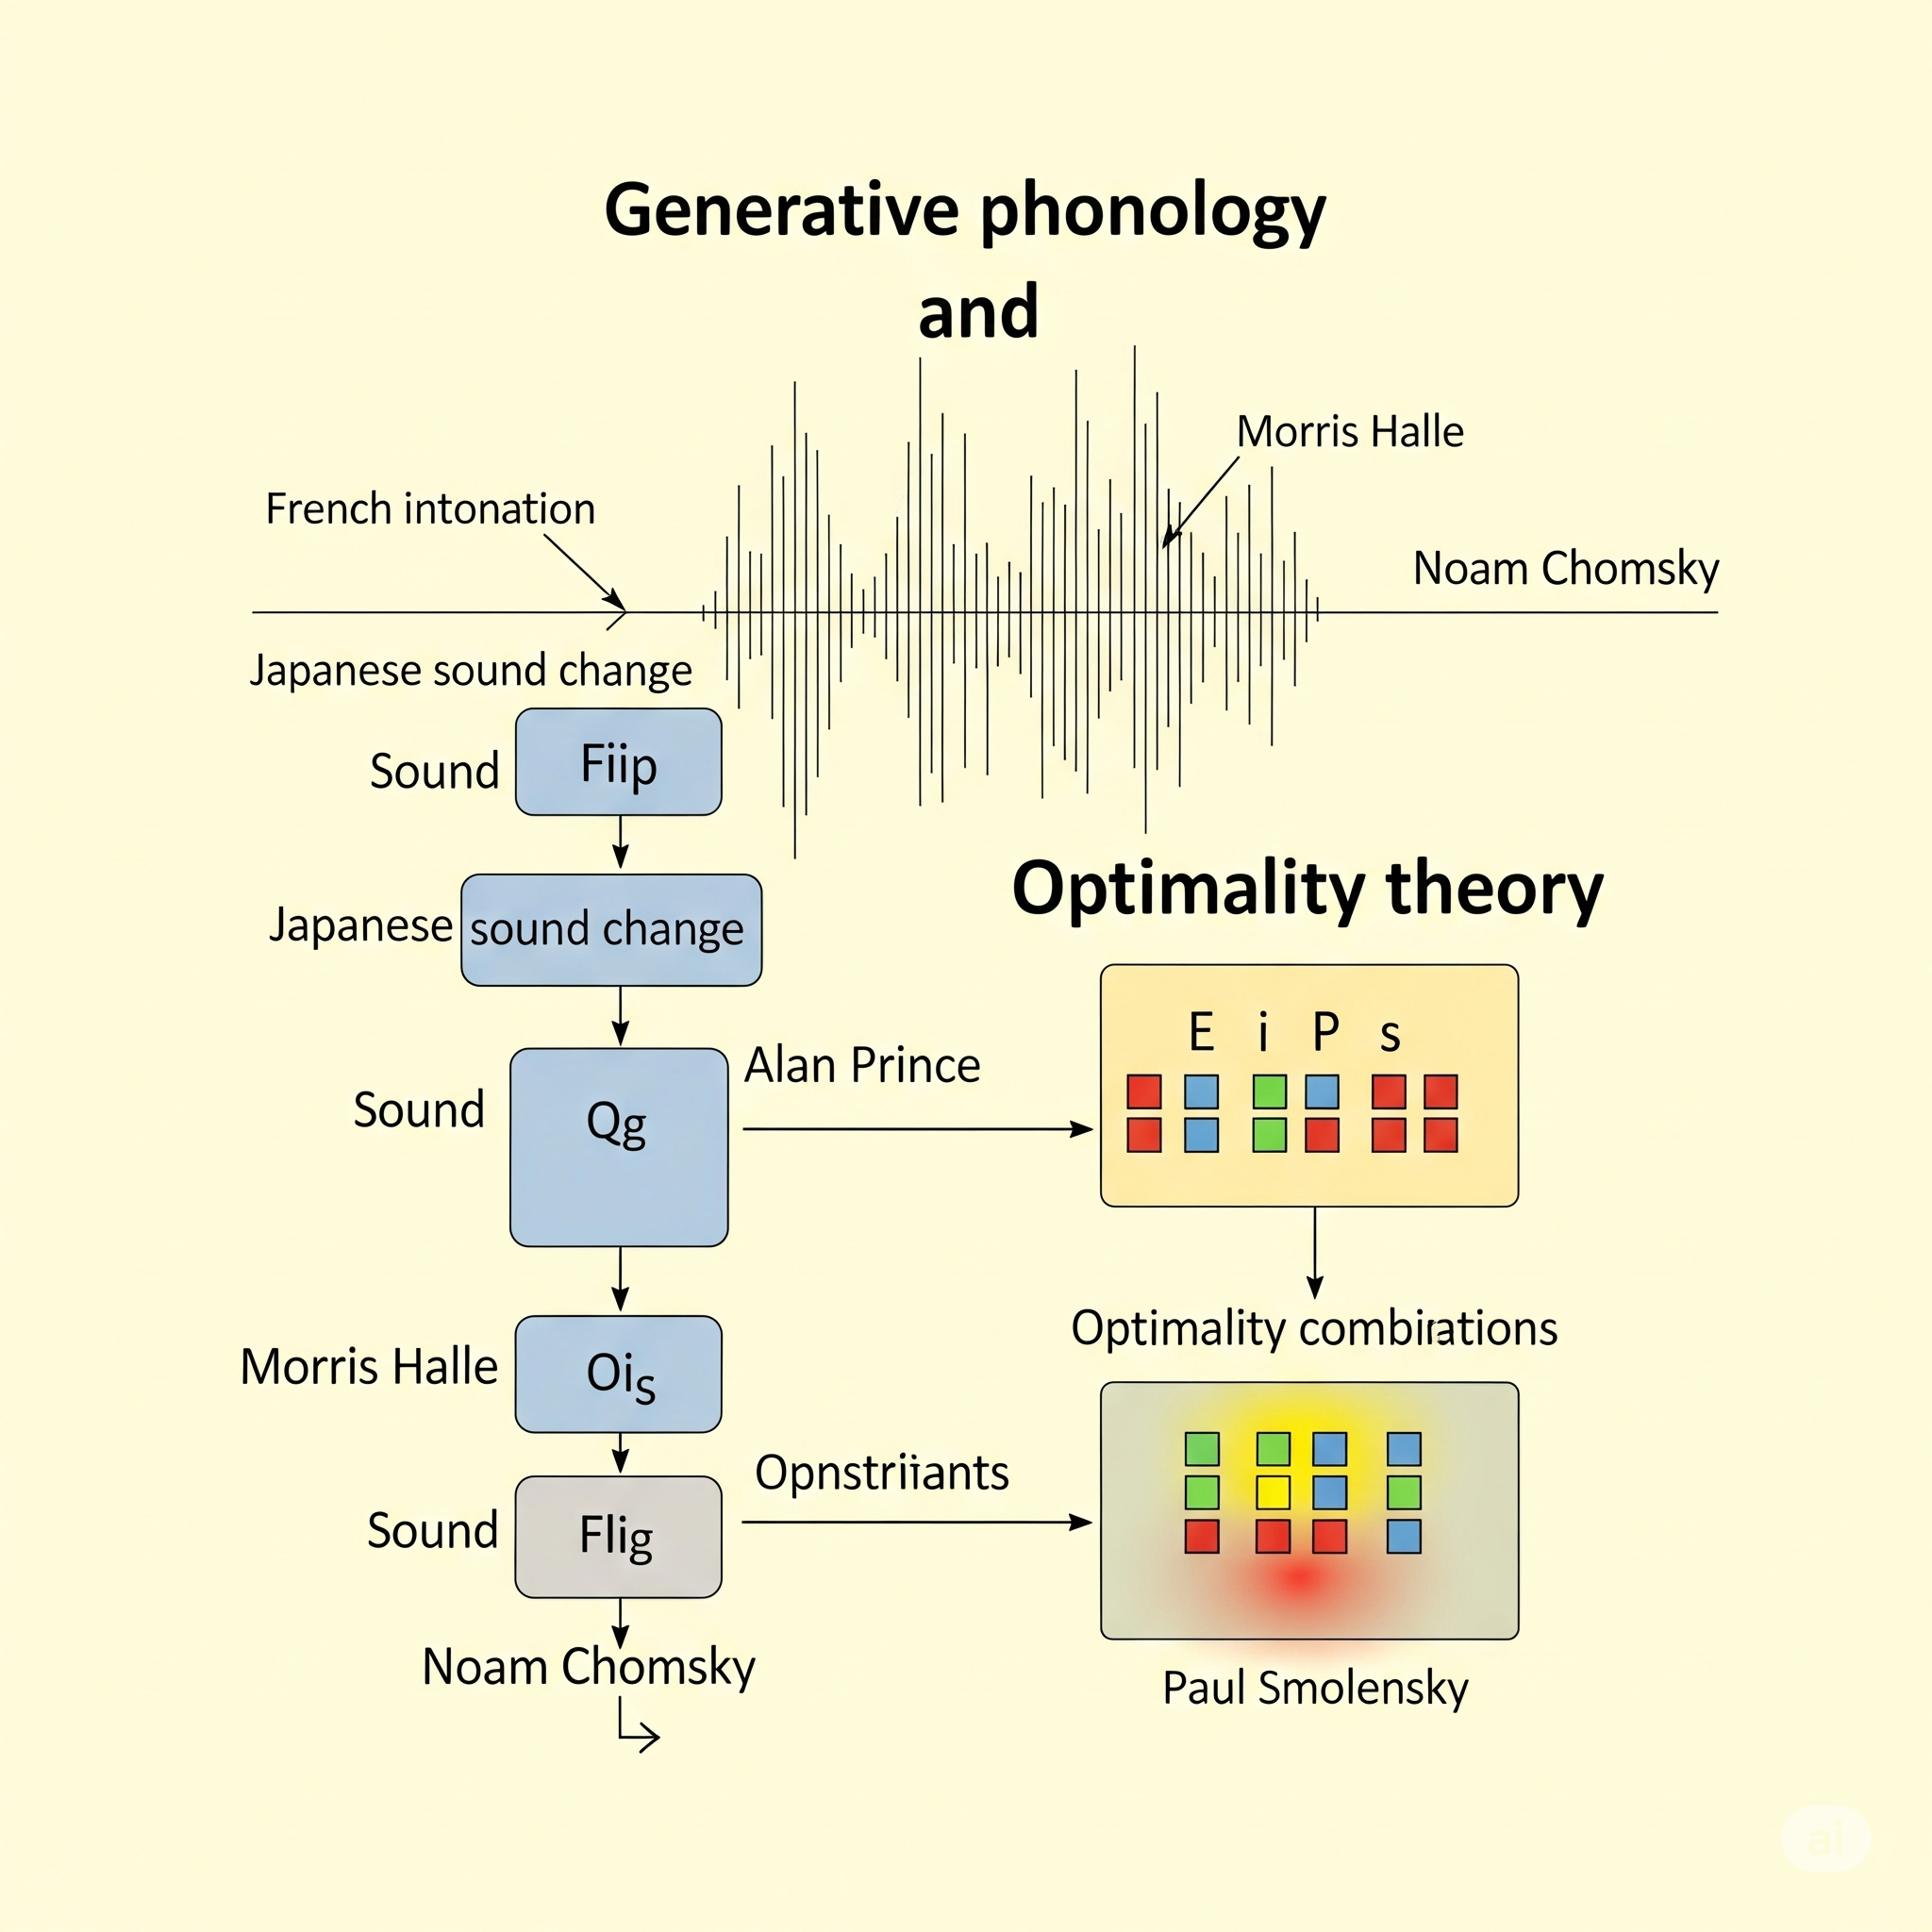 Generative phonology
and
Morris Halle
French intonation
Noam Chomsky
Japanese sound change
Sound
Fiip
Japanese
sound change
Optimality theory
E i P s
Alan Prince
Sound
Qg
Optimality combinations
Morris Halle
Ois
Opnstriiants
Sound
Flig
Noam Chomsky
Paul Smolensky
ai